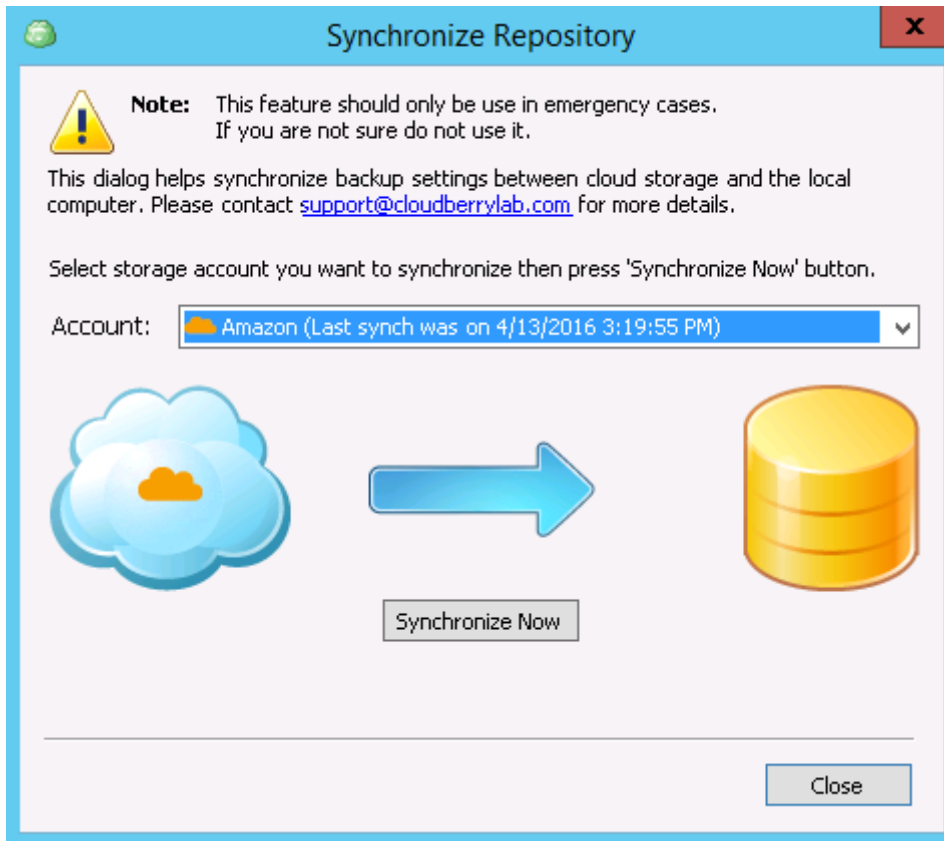 Synchronize Repository
x
Note: This feature should only be use in emergency cases.
If you are not sure do not use it.
This dialog helps synchronize backup settings between cloud storage and the local
computer. Please contact support@cloudberrylab.com for more details.
Select storage account you want to synchronize then press 'Synchronize Now' button.
Account: Amazon (Last synch was on 4/13/2016 3:19:55 PM)
Synchronize Now
Close